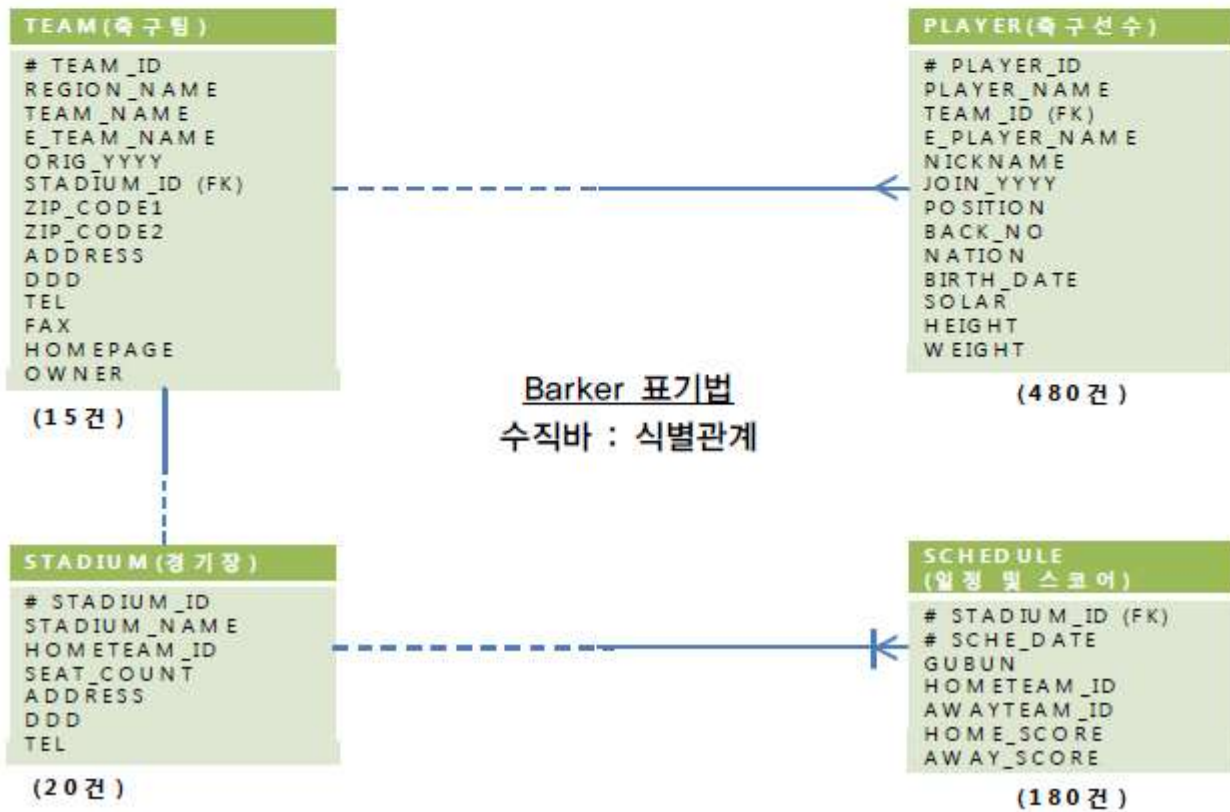 TEAM(축구팀)
# TEAM_ID
REGION_NAME
TEAM_NAME
E_TEAM_NAME
ORIG_YYYY
STADIUM_ID (FK)
ZIP_CODE1
ZIP_CODE2
ADDRESS
DDD
TEL
FAX
HOMEPAGE
OWNER
(15건)
PLAYER(축구선수)
# PLAYER_ID
PLAYER_NAME
TEAM_ID (FK)
E_PLAYER_NAME
NICKNAME
JOIN_YYYY
POSITION
BACK_NO
NATION
BIRTH_DATE
SOLAR
HEIGHT
WEIGHT
(480건)
Barker 표기법
수직바 : 식별관계
STADIUM(경기장)
# STADIUM_ID
STADIUM_NAME
HOMETEAM_ID
SEAT_COUNT
ADDRESS
DDD
TEL
(20건)
SCHEDULE
(일정 및 스코어)
# STADIUM_ID (FK)
# SCHE_DATE
GUBUN
HOMETEAM_ID
AWAYTEAM_ID
HOME_SCORE
AWAY_SCORE
(180건)